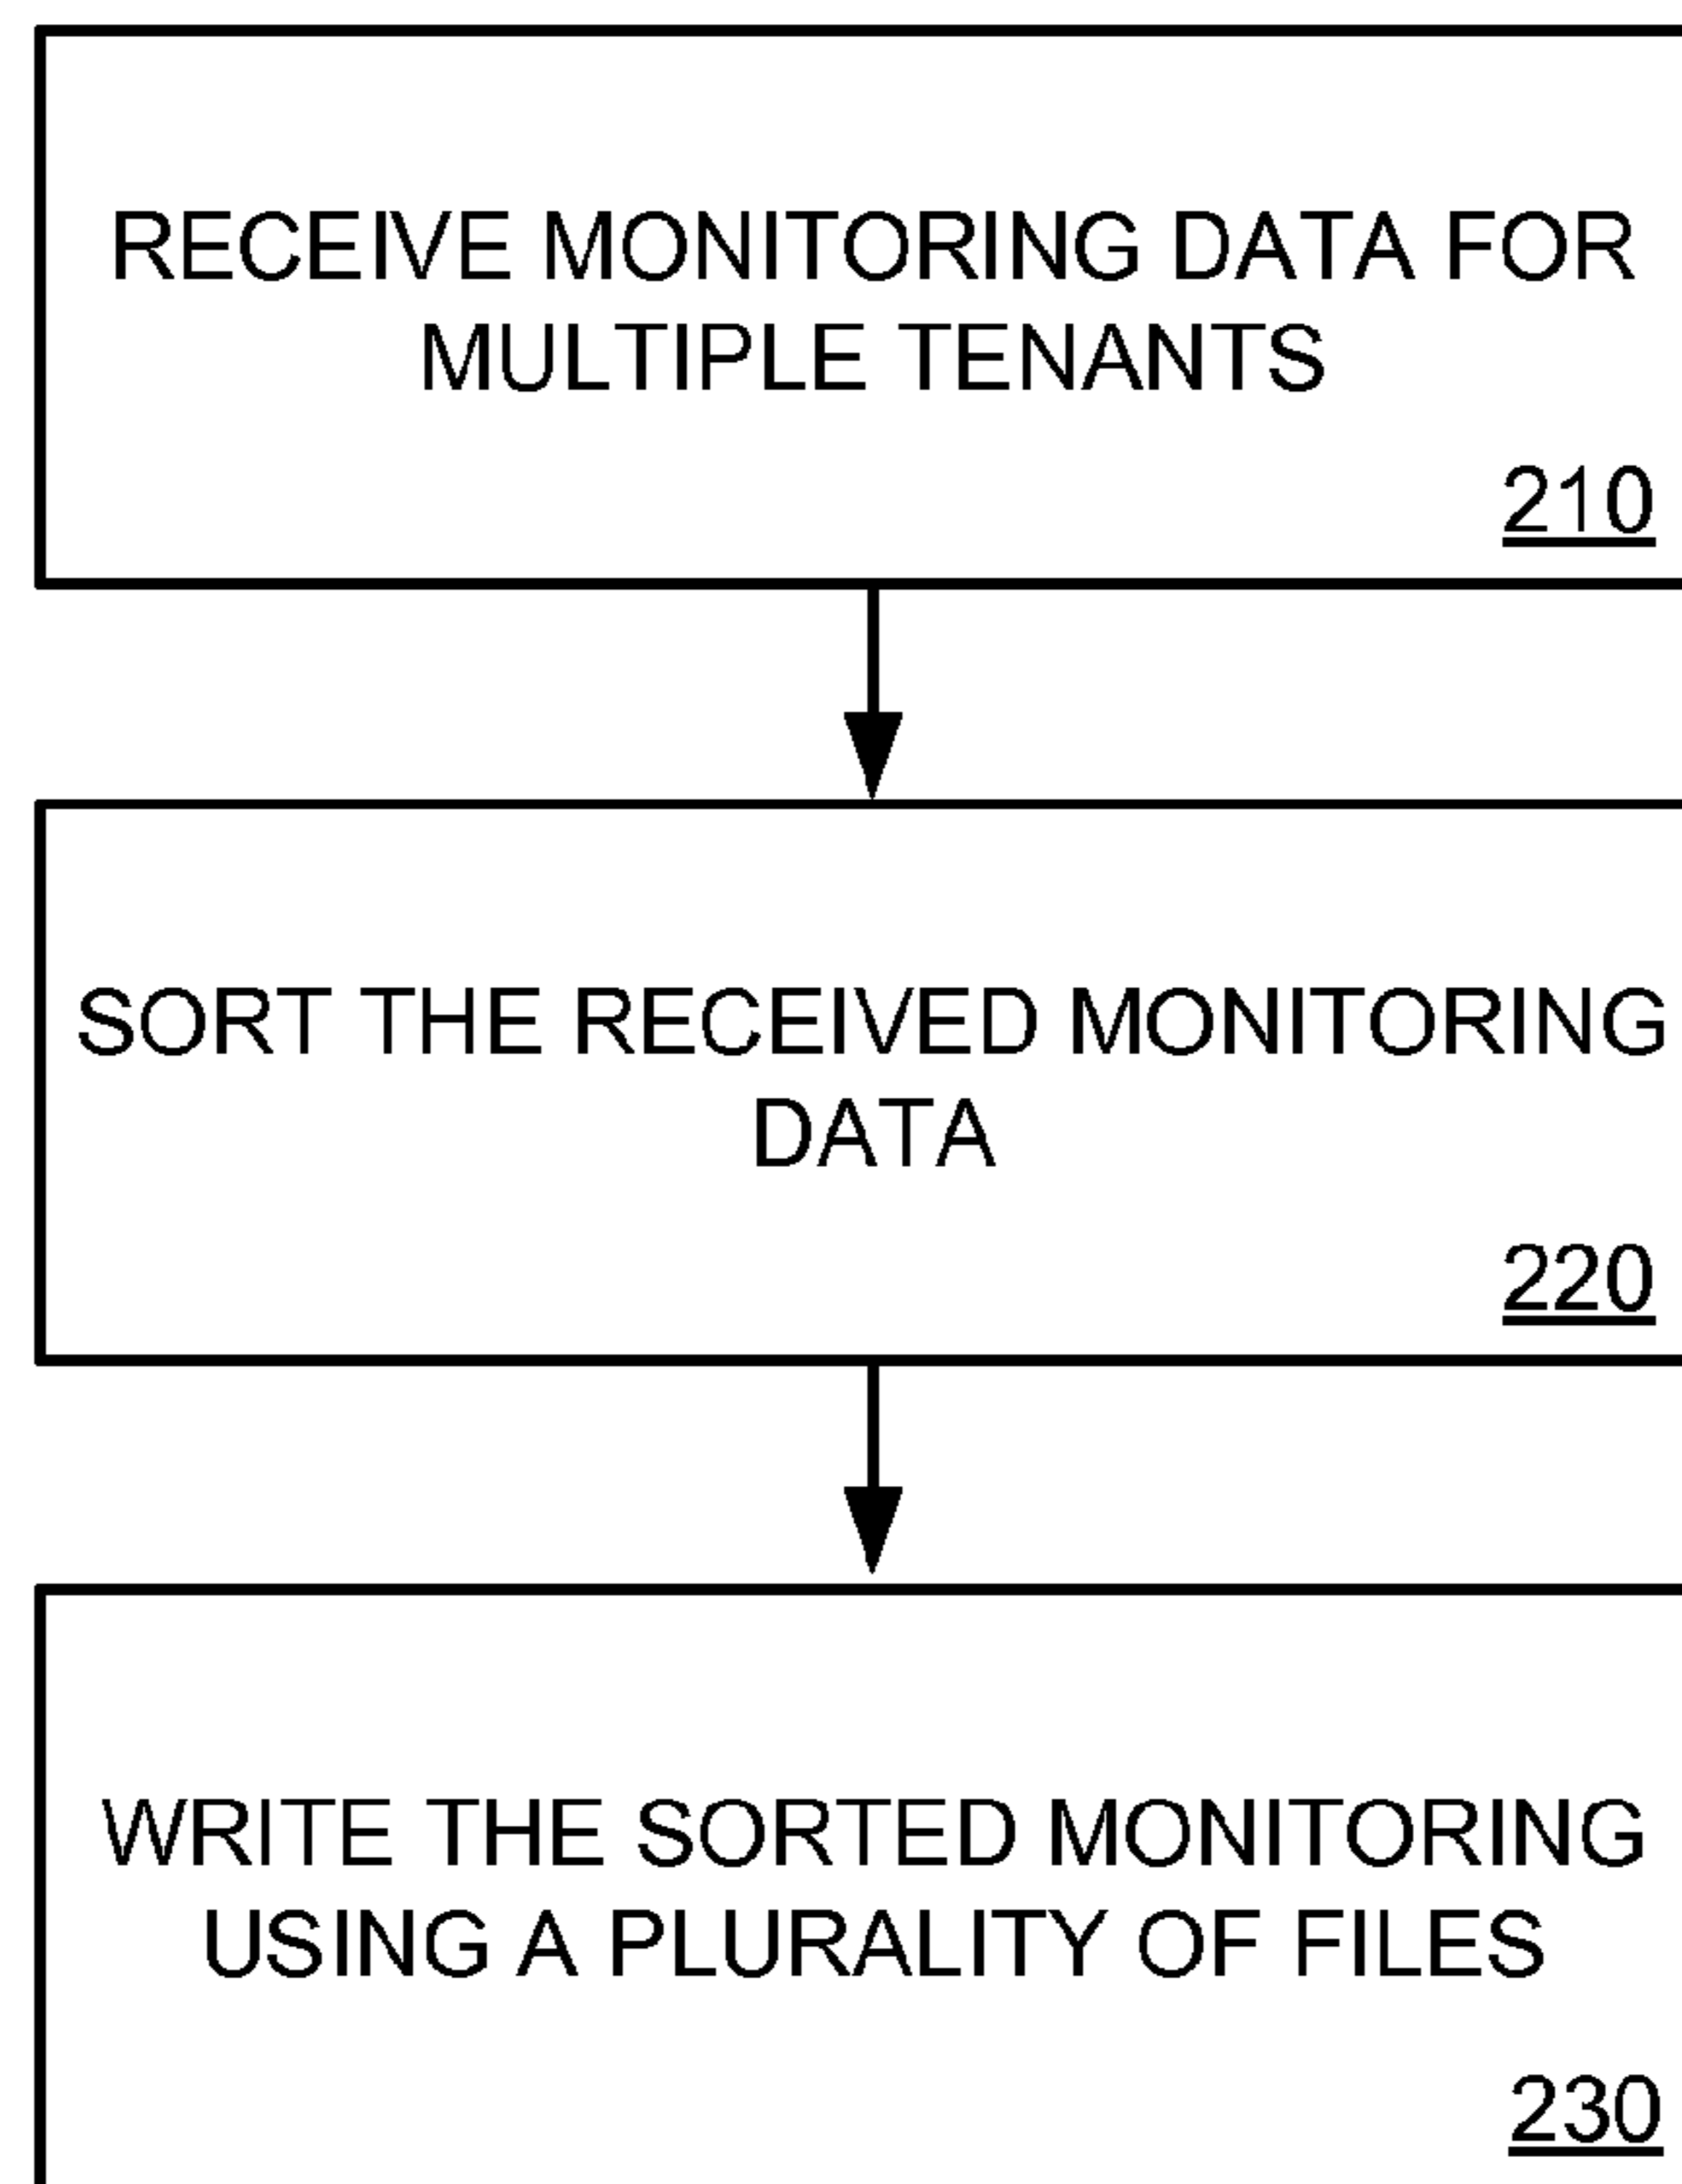 RECEIVE MONITORING DATA FOR
MULTIPLE TENANTS
210
SORT THE RECEIVED MONITORING
DATA
220
WRITE THE SORTED MONITORING
USING A PLURALITY OF FILES
230